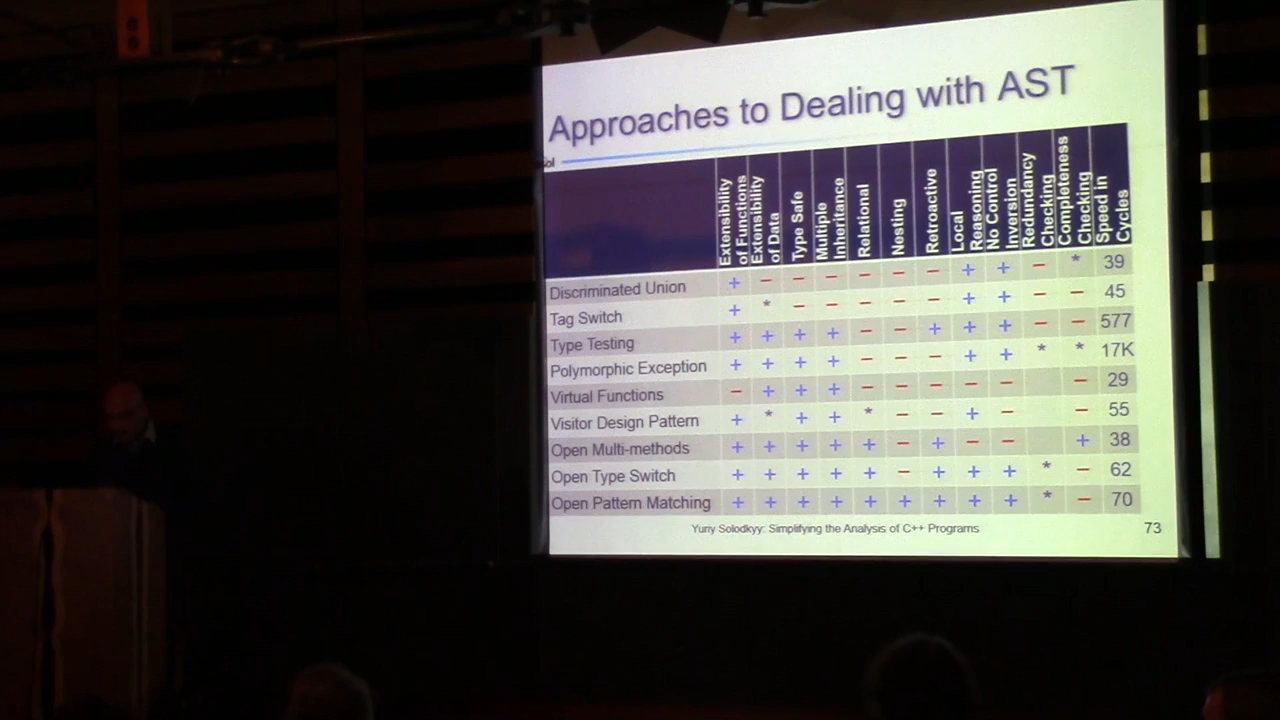 Approaches to Dealing with AST
Extensibility of Functions
Extensibility of Data
Type Safe
Multiple Inheritance
Relational
Nesting
Retroactive
Local Reasoning
No Control Inversion
Redundancy Checking
Completeness Checking
Speed in Cycles
Discriminated Union + − − − − − − + + − * 39
Tag Switch + * − − − − − + + − − 45
Type Testing + + + + − − + + + − − 577
Polymorphic Exception + + + + − − − + + * * 17K
Virtual Functions − + + + − − − − − − 29
Visitor Design Pattern + * + + * − − + − − 55
Open Multi-methods + + + + + − + − − + 38
Open Type Switch + + + + + − + + + * − 62
Open Pattern Matching + + + + + + + + + * − 70
Yuriy Solodkyy: Simplifying the Analysis of C++ Programs
73